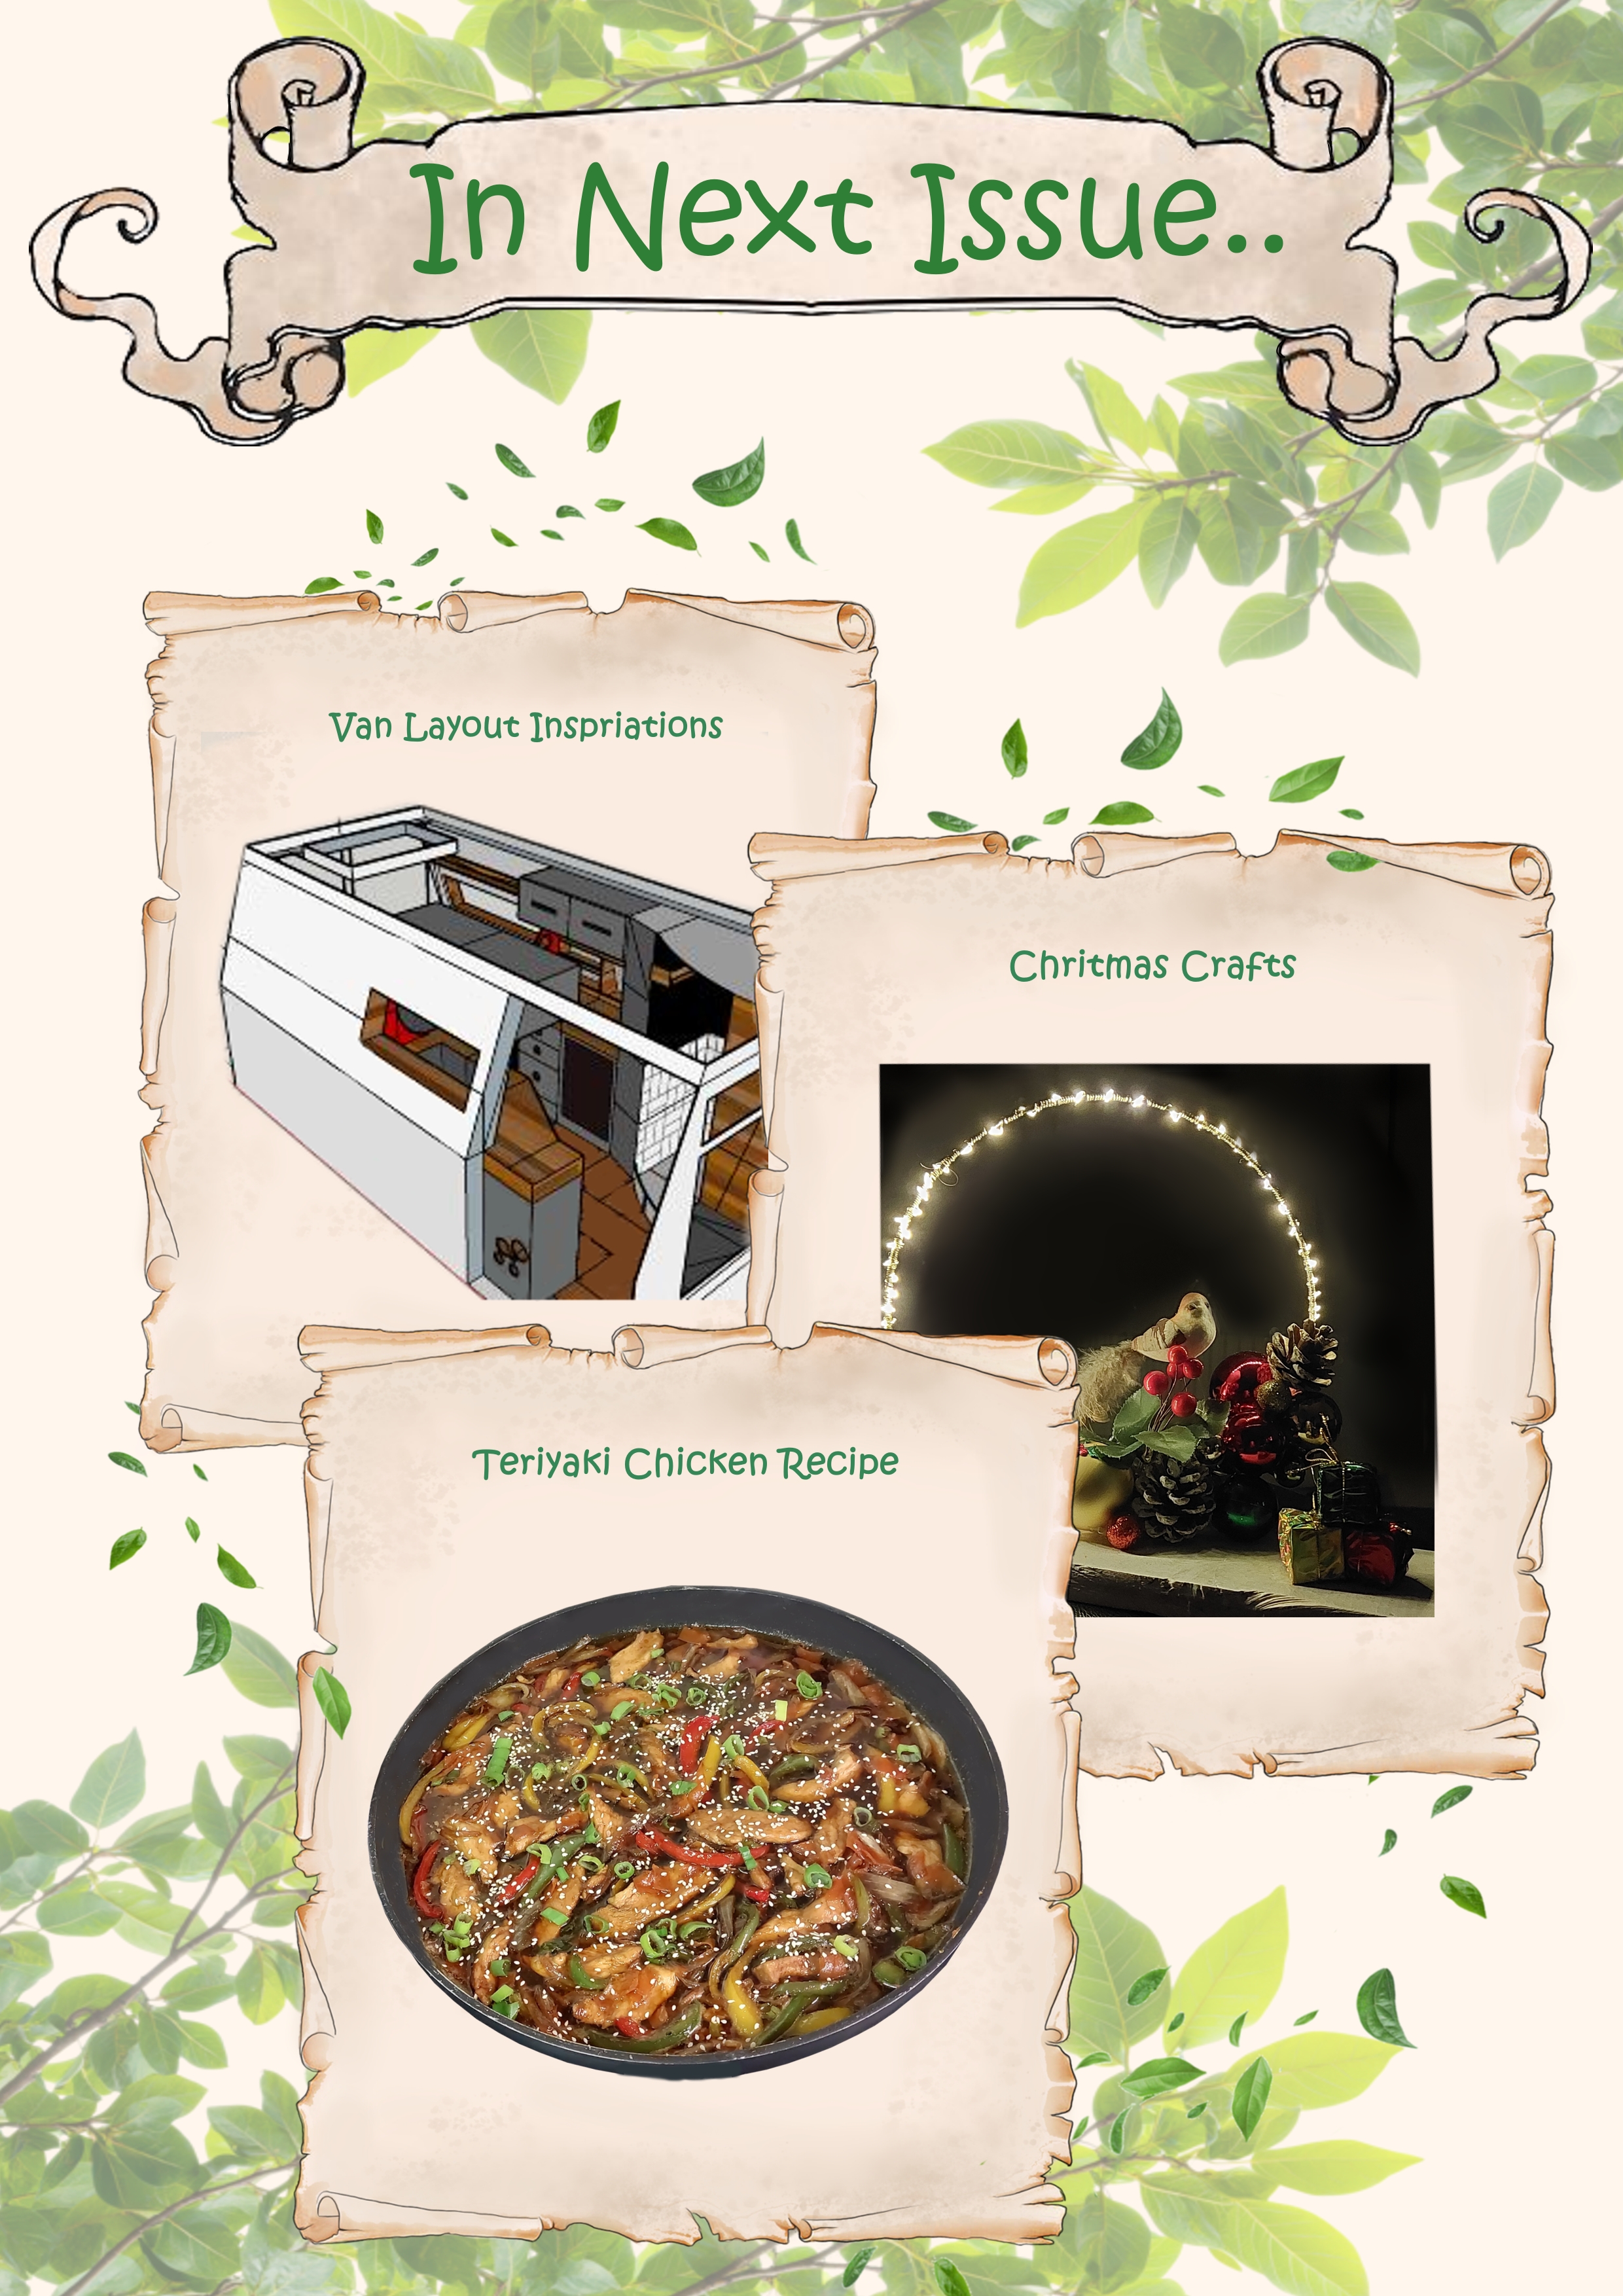 In Next Issue..
Van Layout Inspriations
Chritmas Crafts
Teriyaki Chicken Recipe